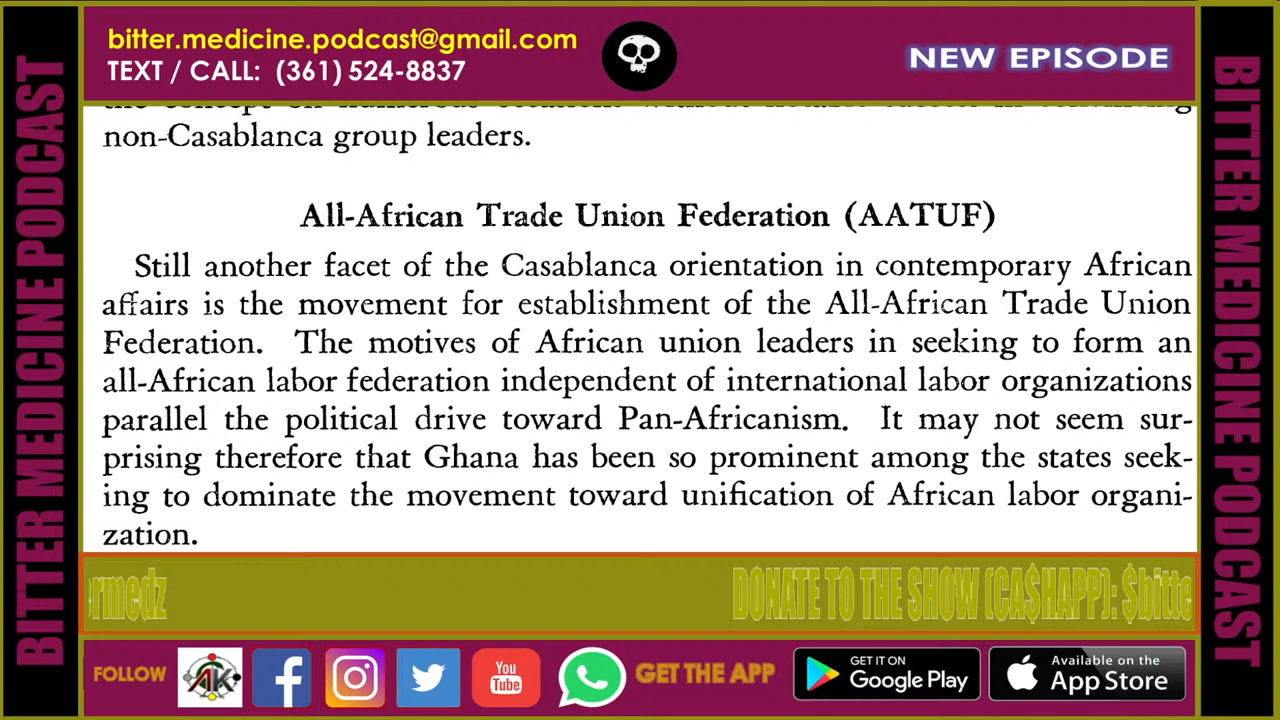 bitter.medicine.podcast@gmail.com
TEXT / CALL: (361) 524-8837
NEW EPISODE
BITTER MEDICINE PODCAST
BITTER MEDICINE PODCAST
non-Casablanca group leaders.
All-African Trade Union Federation (AATUF)
Still another facet of the Casablanca orientation in contemporary African
affairs is the movement for establishment of the All-African Trade Union
Federation. The motives of African union leaders in seeking to form an
all-African labor federation independent of international labor organizations
parallel the political drive toward Pan-Africanism. It may not seem sur-
prising therefore that Ghana has been so prominent among the states seek-
ing to dominate the movement toward unification of African labor organi-
zation.
ermedz
DONATE TO THE SHOW (CA$HAPP): $bitte
FOLLOW
You
Tube
GET THE APP
GET IT ON
Google Play
Available on the
App Store